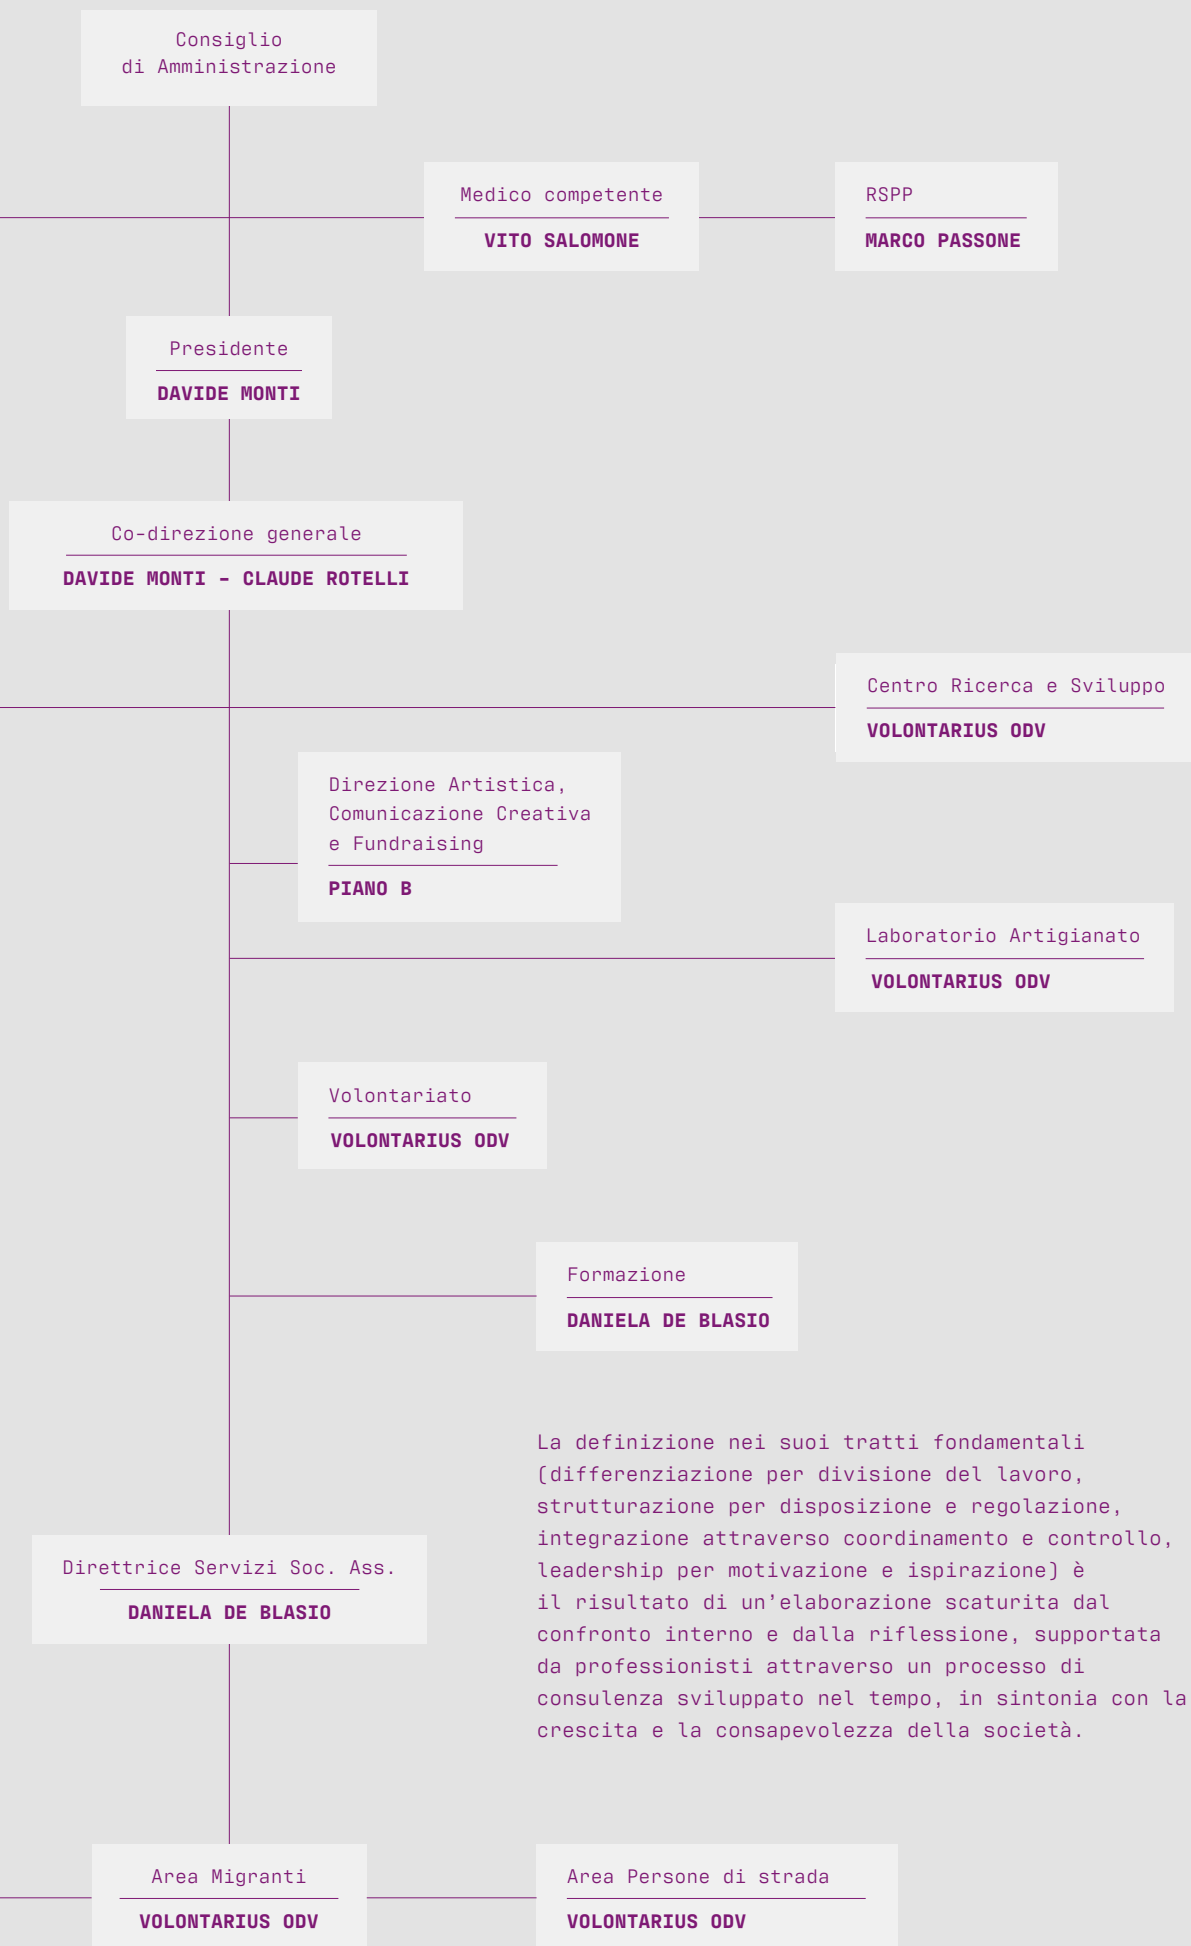 Consiglio
di Amministrazione
Medico competente
VITO SALOMONE
RSPP
MARCO PASSONE
Presidente
DAVIDE MONTI
Co-direzione generale
DAVIDE MONTI - CLAUDE ROTELLI
Centro Ricerca e Sviluppo
VOLONTARIUS ODV
Direzione Artistica,
Comunicazione Creativa
e Fundraising
PIANO B
Laboratorio Artigianato
VOLONTARIUS ODV
Volontariato
VOLONTARIUS ODV
Formazione
DANIELA DE BLASIO
La definizione nei suoi tratti fondamentali
(differenziazione per divisione del lavoro,
strutturazione per disposizione e regolazione,
integrazione attraverso coordinamento e controllo,
leadership per motivazione e ispirazione) è
il risultato di un’elaborazione scaturita dal
confronto interno e dalla riflessione, supportata
da professionisti attraverso un processo di
consulenza sviluppato nel tempo, in sintonia con la
crescita e la consapevolezza della società.
Direttrice Servizi Soc. Ass.
DANIELA DE BLASIO
Area Migranti
VOLONTARIUS ODV
Area Persone di strada
VOLONTARIUS ODV